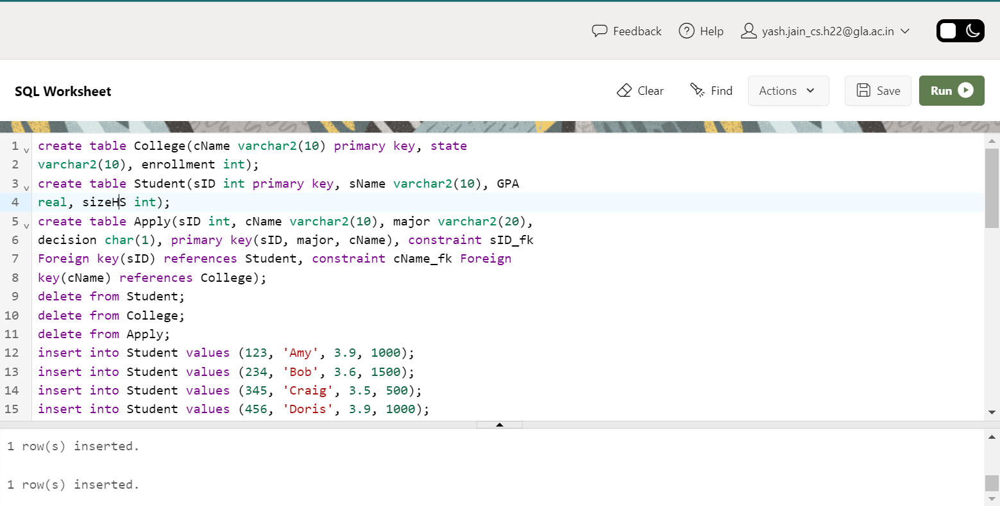 Feedback Help yash.jain_cs.h22@gla.ac.in
SQL Worksheet Clear Find Actions Save Run
1 create table College(cName varchar2(10) primary key, state
2 varchar2(10), enrollment int);
3 create table Student(sID int primary key, sName varchar2(10), GPA
4 real, sizeHS int);
5 create table Apply(sID int, cName varchar2(10), major varchar2(20),
6 decision char(1), primary key(sID, major, cName), constraint sID_fk
7 Foreign key(sID) references Student, constraint cName_fk Foreign
8 key(cName) references College);
9 delete from Student;
10 delete from College;
11 delete from Apply;
12 insert into Student values (123, 'Amy', 3.9, 1000);
13 insert into Student values (234, 'Bob', 3.6, 1500);
14 insert into Student values (345, 'Craig', 3.5, 500);
15 insert into Student values (456, 'Doris', 3.9, 1000);
1 row(s) inserted.
1 row(s) inserted.